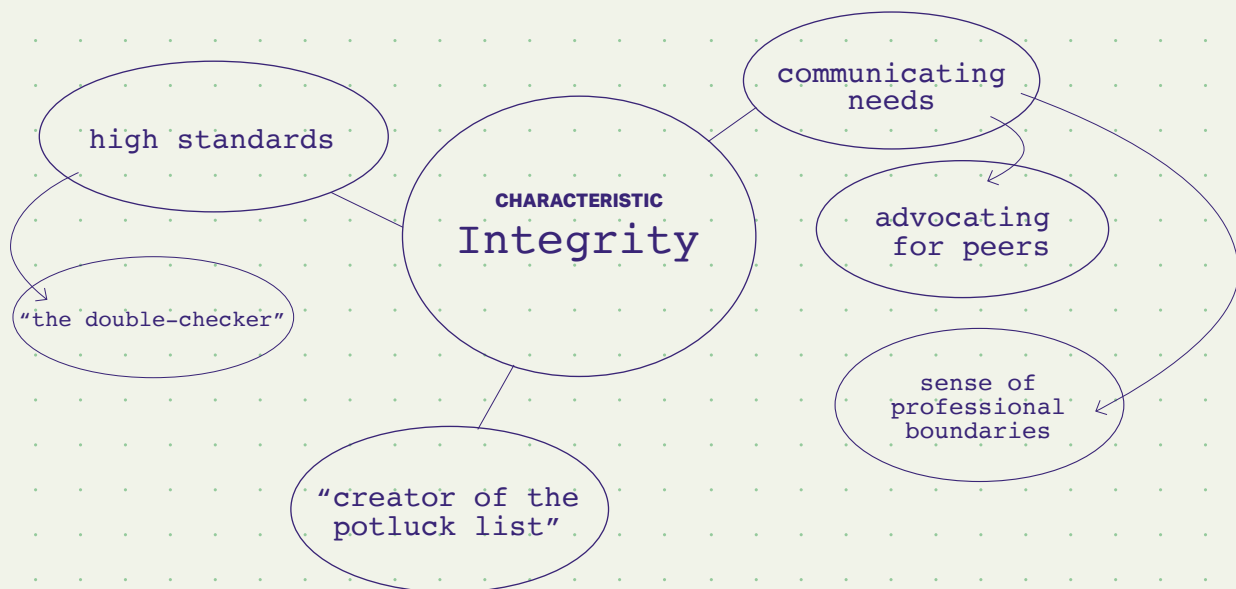 communicating
needs
high standards
CHARACTERISTIC
Integrity
advocating
for peers
“the double-checker”
sense of
professional
boundaries
“creator of the
potluck list”